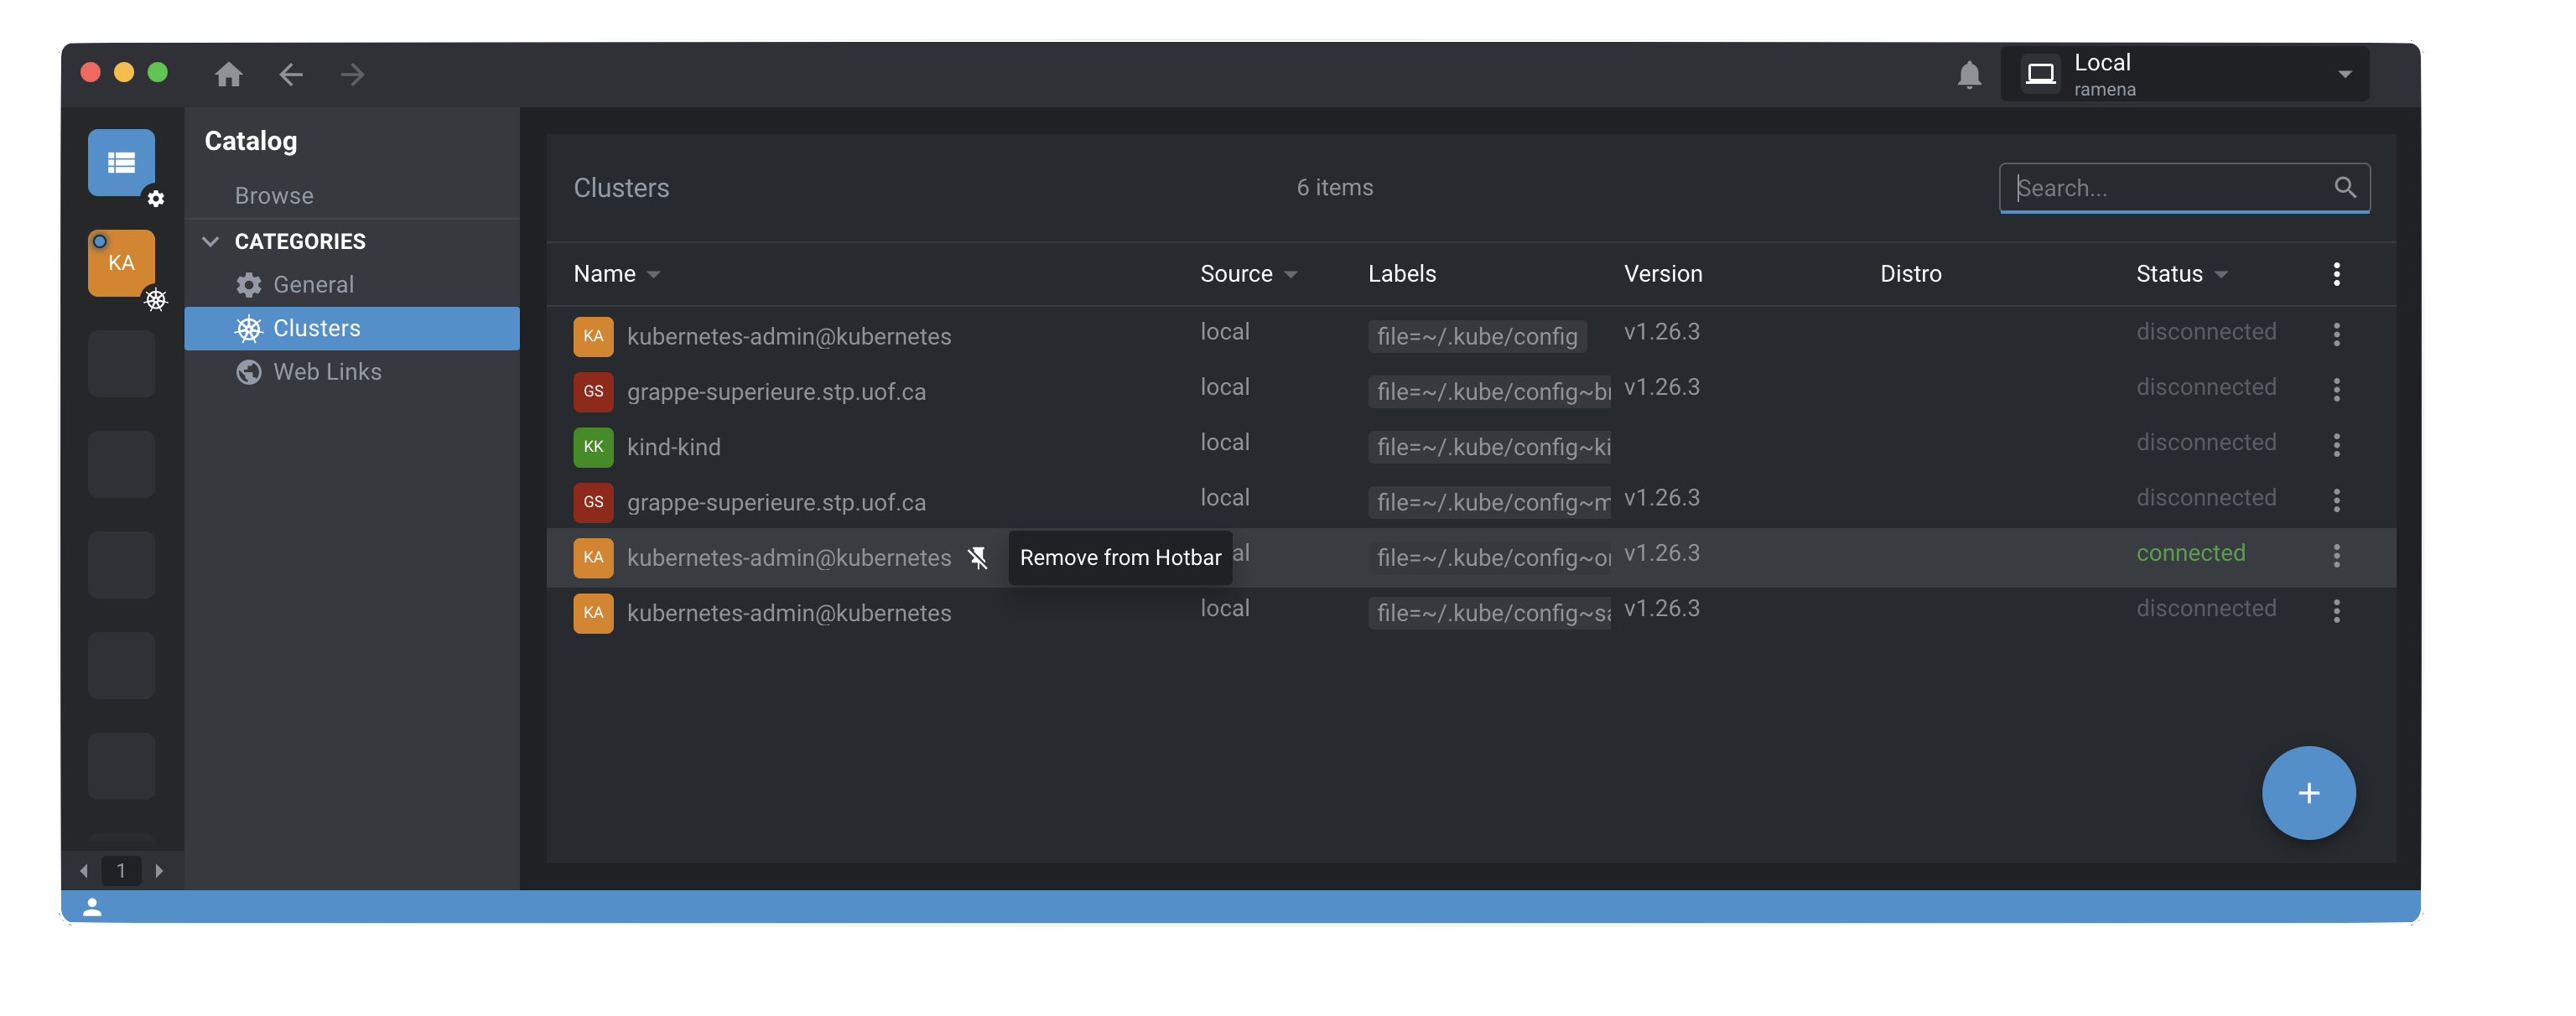 Local
ramena
Catalog
Browse
CATEGORIES
General
Clusters
Web Links
KA
1
Clusters 6 items Search...
Name Source Labels Version Distro Status
KA kubernetes-admin@kubernetes local file=~/.kube/config v1.26.3 disconnected
GS grappe-superieure.stp.uof.ca local file=~/.kube/config~br v1.26.3 disconnected
KK kind-kind local file=~/.kube/config~ki disconnected
GS grappe-superieure.stp.uof.ca local file=~/.kube/config~m v1.26.3 disconnected
KA kubernetes-admin@kubernetes Remove from Hotbar al file=~/.kube/config~or v1.26.3 connected
KA kubernetes-admin@kubernetes local file=~/.kube/config~sa v1.26.3 disconnected